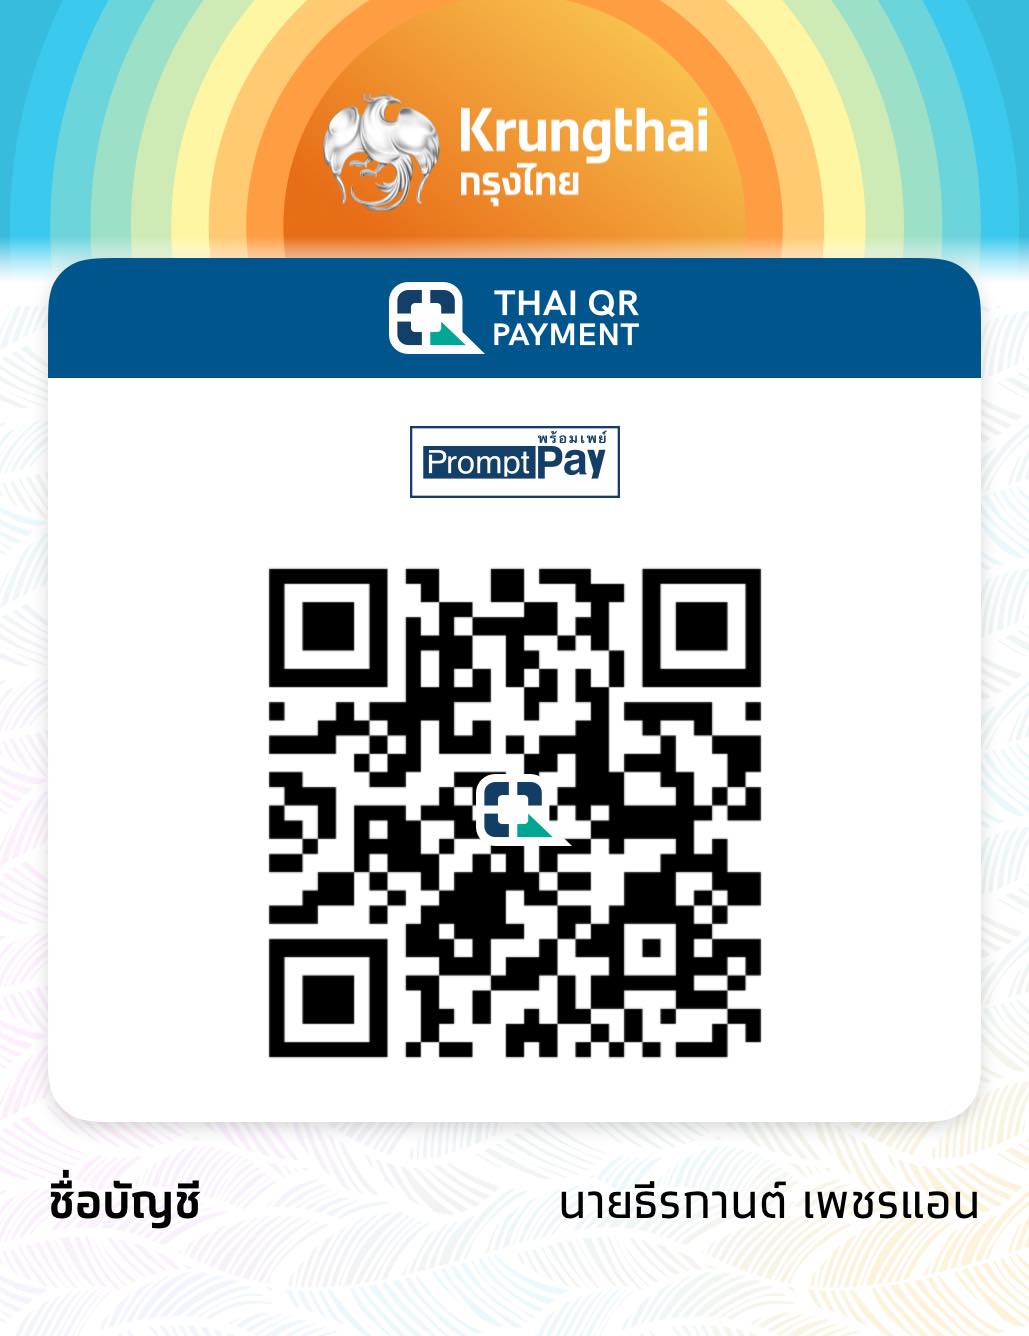 Krungthai
กรุงไทย
THAI QR
PAYMENT
พร้อมเพย์
PromptPay
ชื่อบัญชี นายธีรกานต์ เพชรแอน